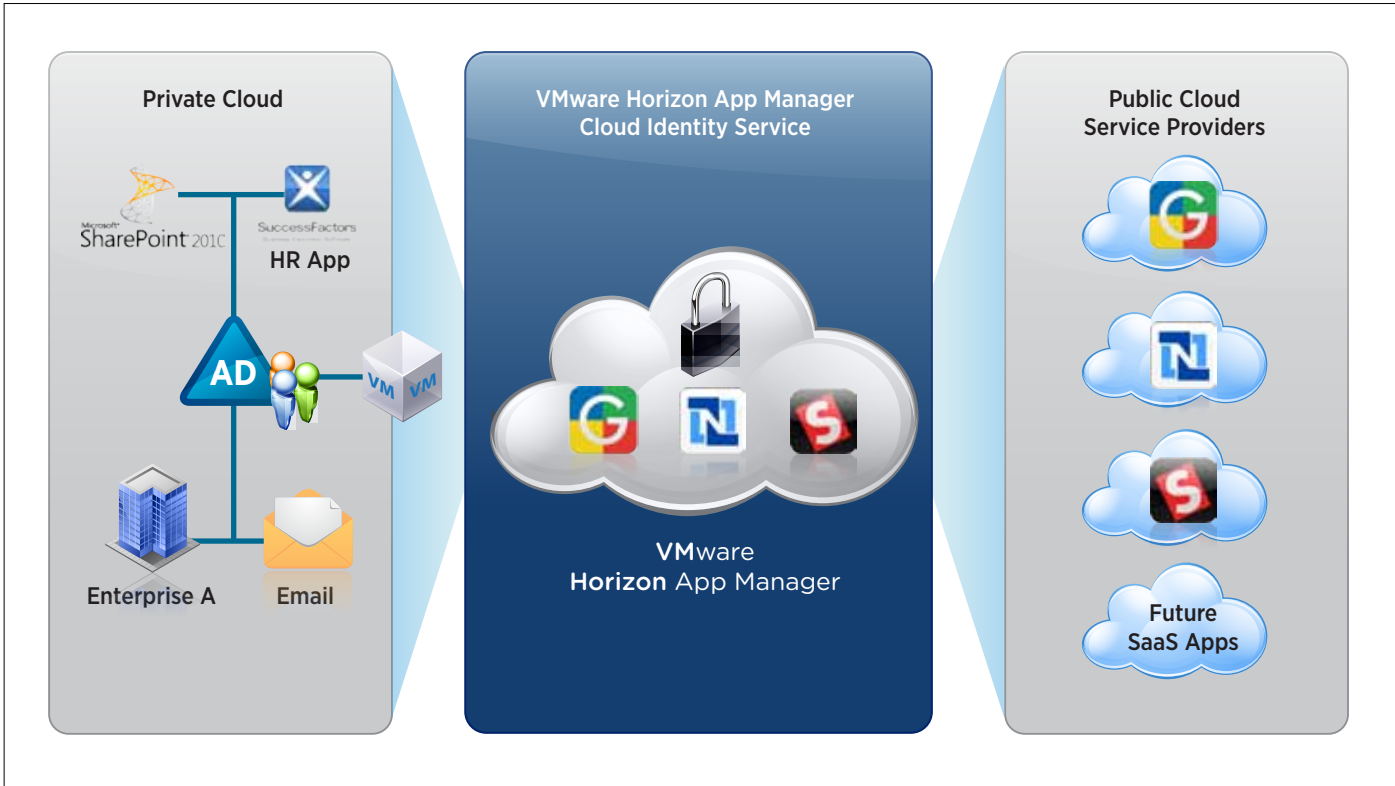 Private Cloud
Microsoft
SharePoint 2010
SuccessFactors
HR App
AD
VM VM
Enterprise A
Email
VMware Horizon App Manager
Cloud Identity Service
G
N
S
VMware
Horizon App Manager
Public Cloud
Service Providers
G
N
S
Future
SaaS Apps